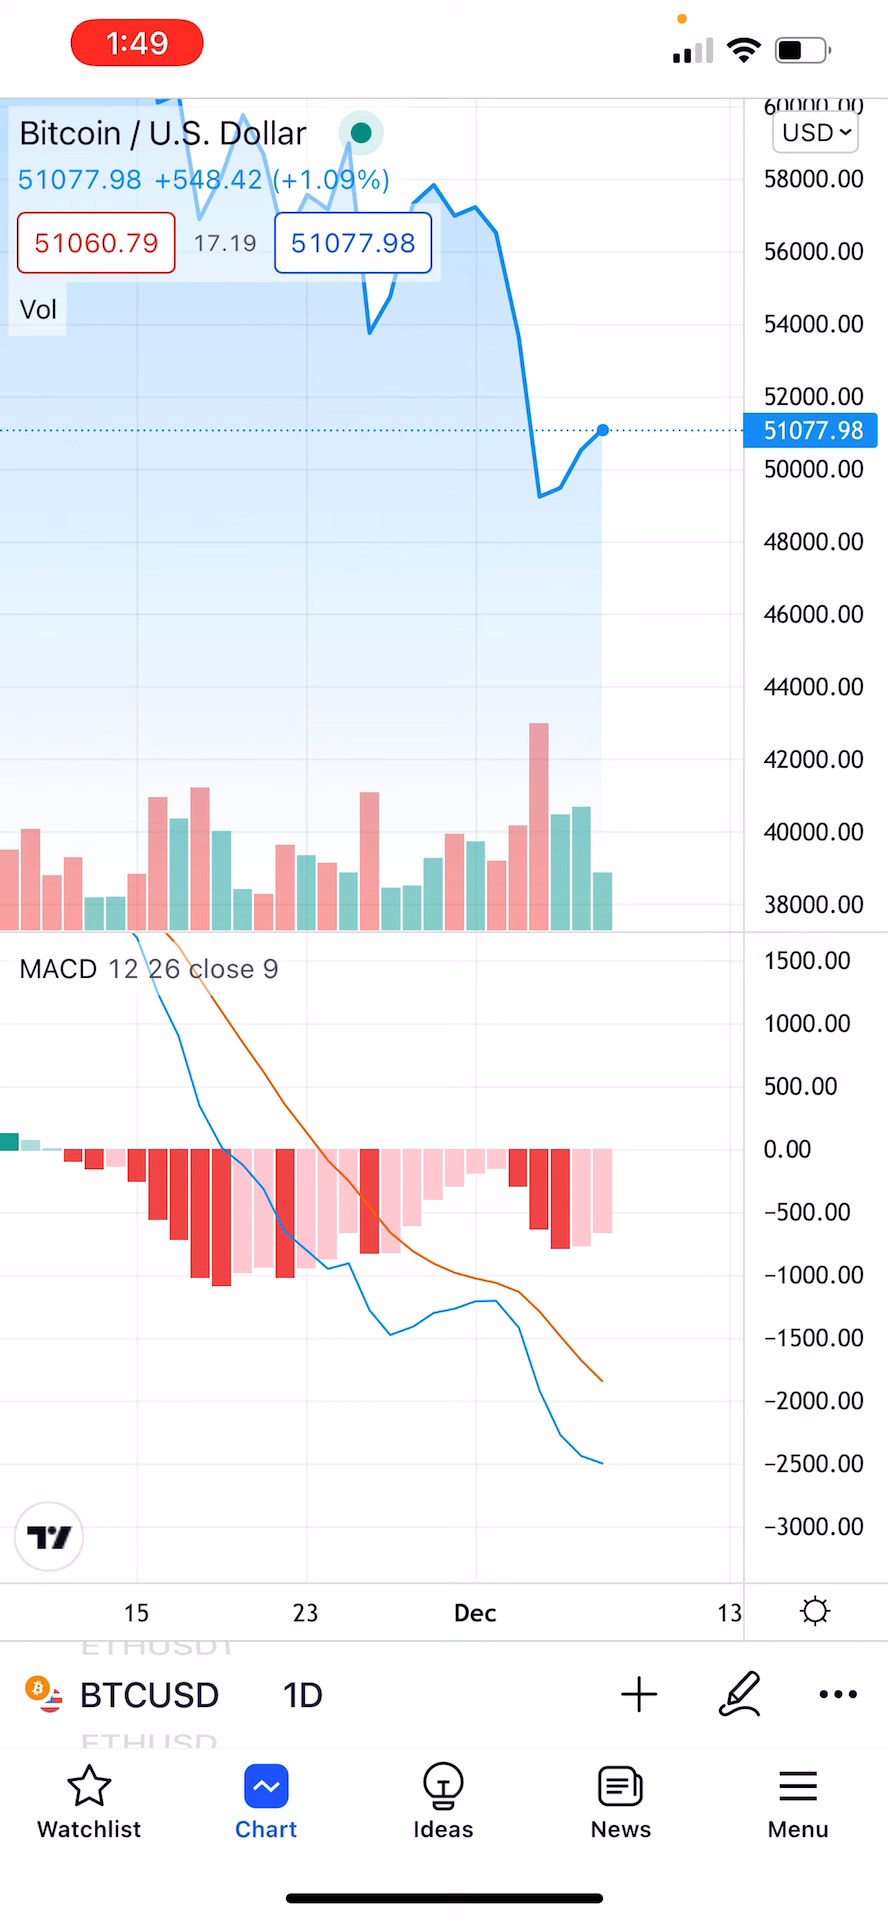 1:49
60000.00
Bitcoin / U.S. Dollar
USD
51077.98 +548.42 (+1.09%)
58000.00
51060.79 17.19 51077.98
56000.00
Vol
54000.00
52000.00
51077.98
50000.00
48000.00
46000.00
44000.00
42000.00
40000.00
38000.00
MACD 12 26 close 9
1500.00
1000.00
500.00
0.00
−500.00
−1000.00
−1500.00
−2000.00
−2500.00
−3000.00
15 23 Dec 13
ETHUSDT
BTCUSD 1D
ETHUSD
Watchlist Chart Ideas News Menu